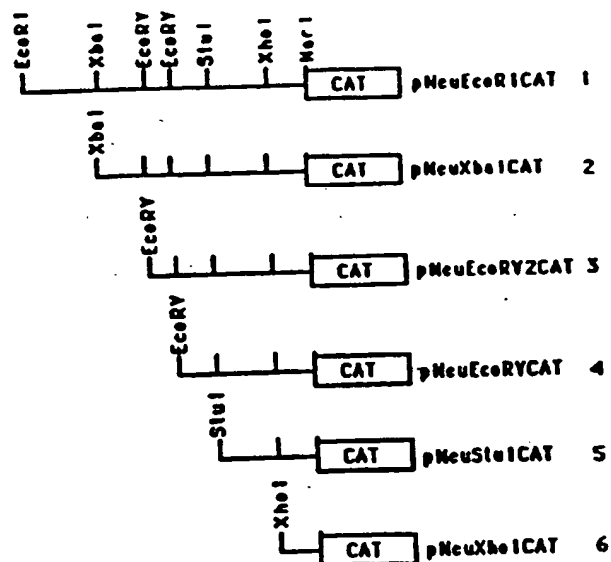 EcoRI XbaI EcoRV EcoRV StuI XhoI NarI
CAT pNeuEcoRICAT 1
XbaI
CAT pNeuXbaICAT 2
EcoRV
CAT pNeuEcoRV2CAT 3
EcoRV
CAT pNeuEcoRVCAT 4
StuI
CAT pNeuStuICAT 5
XhoI
CAT pNeuXhoICAT 6